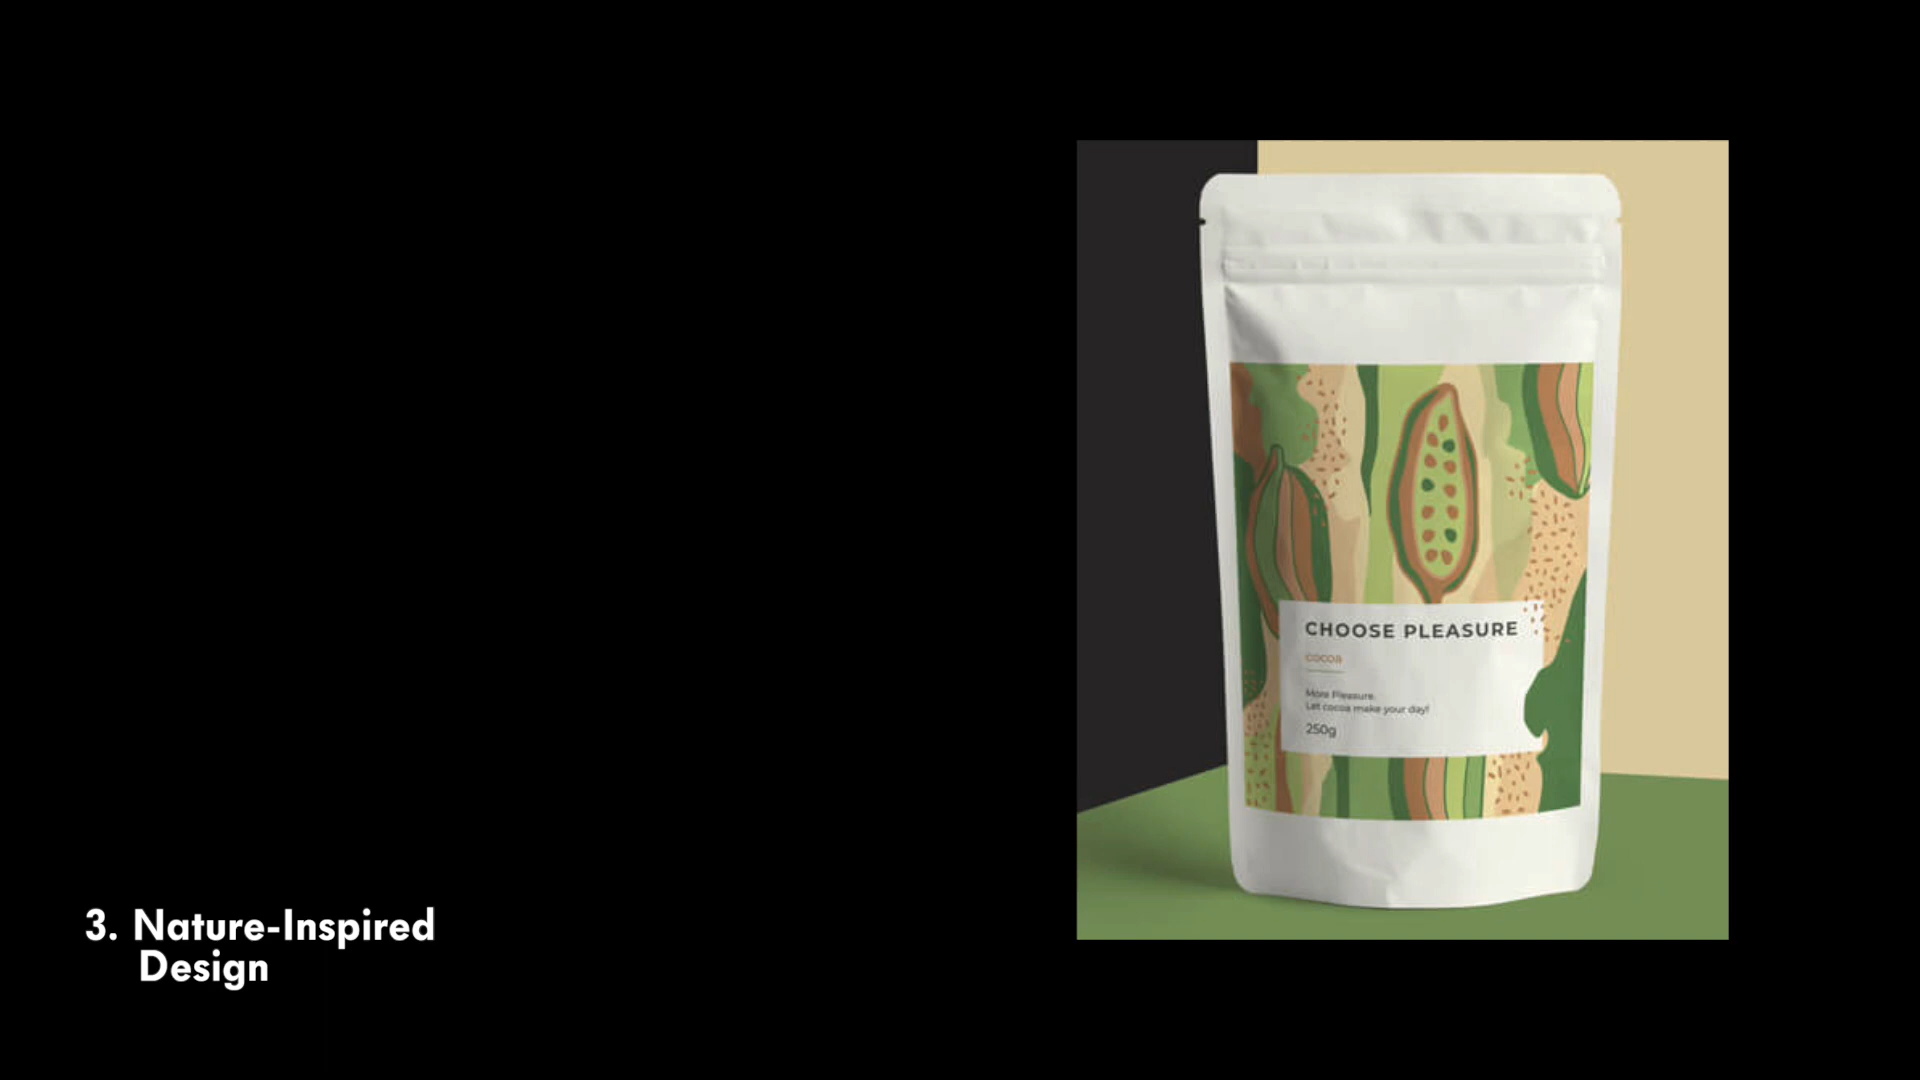 3. Nature-Inspired
Design
CHOOSE PLEASURE
cocoa
More Pleasure.
Let cocoa make your day!
250g